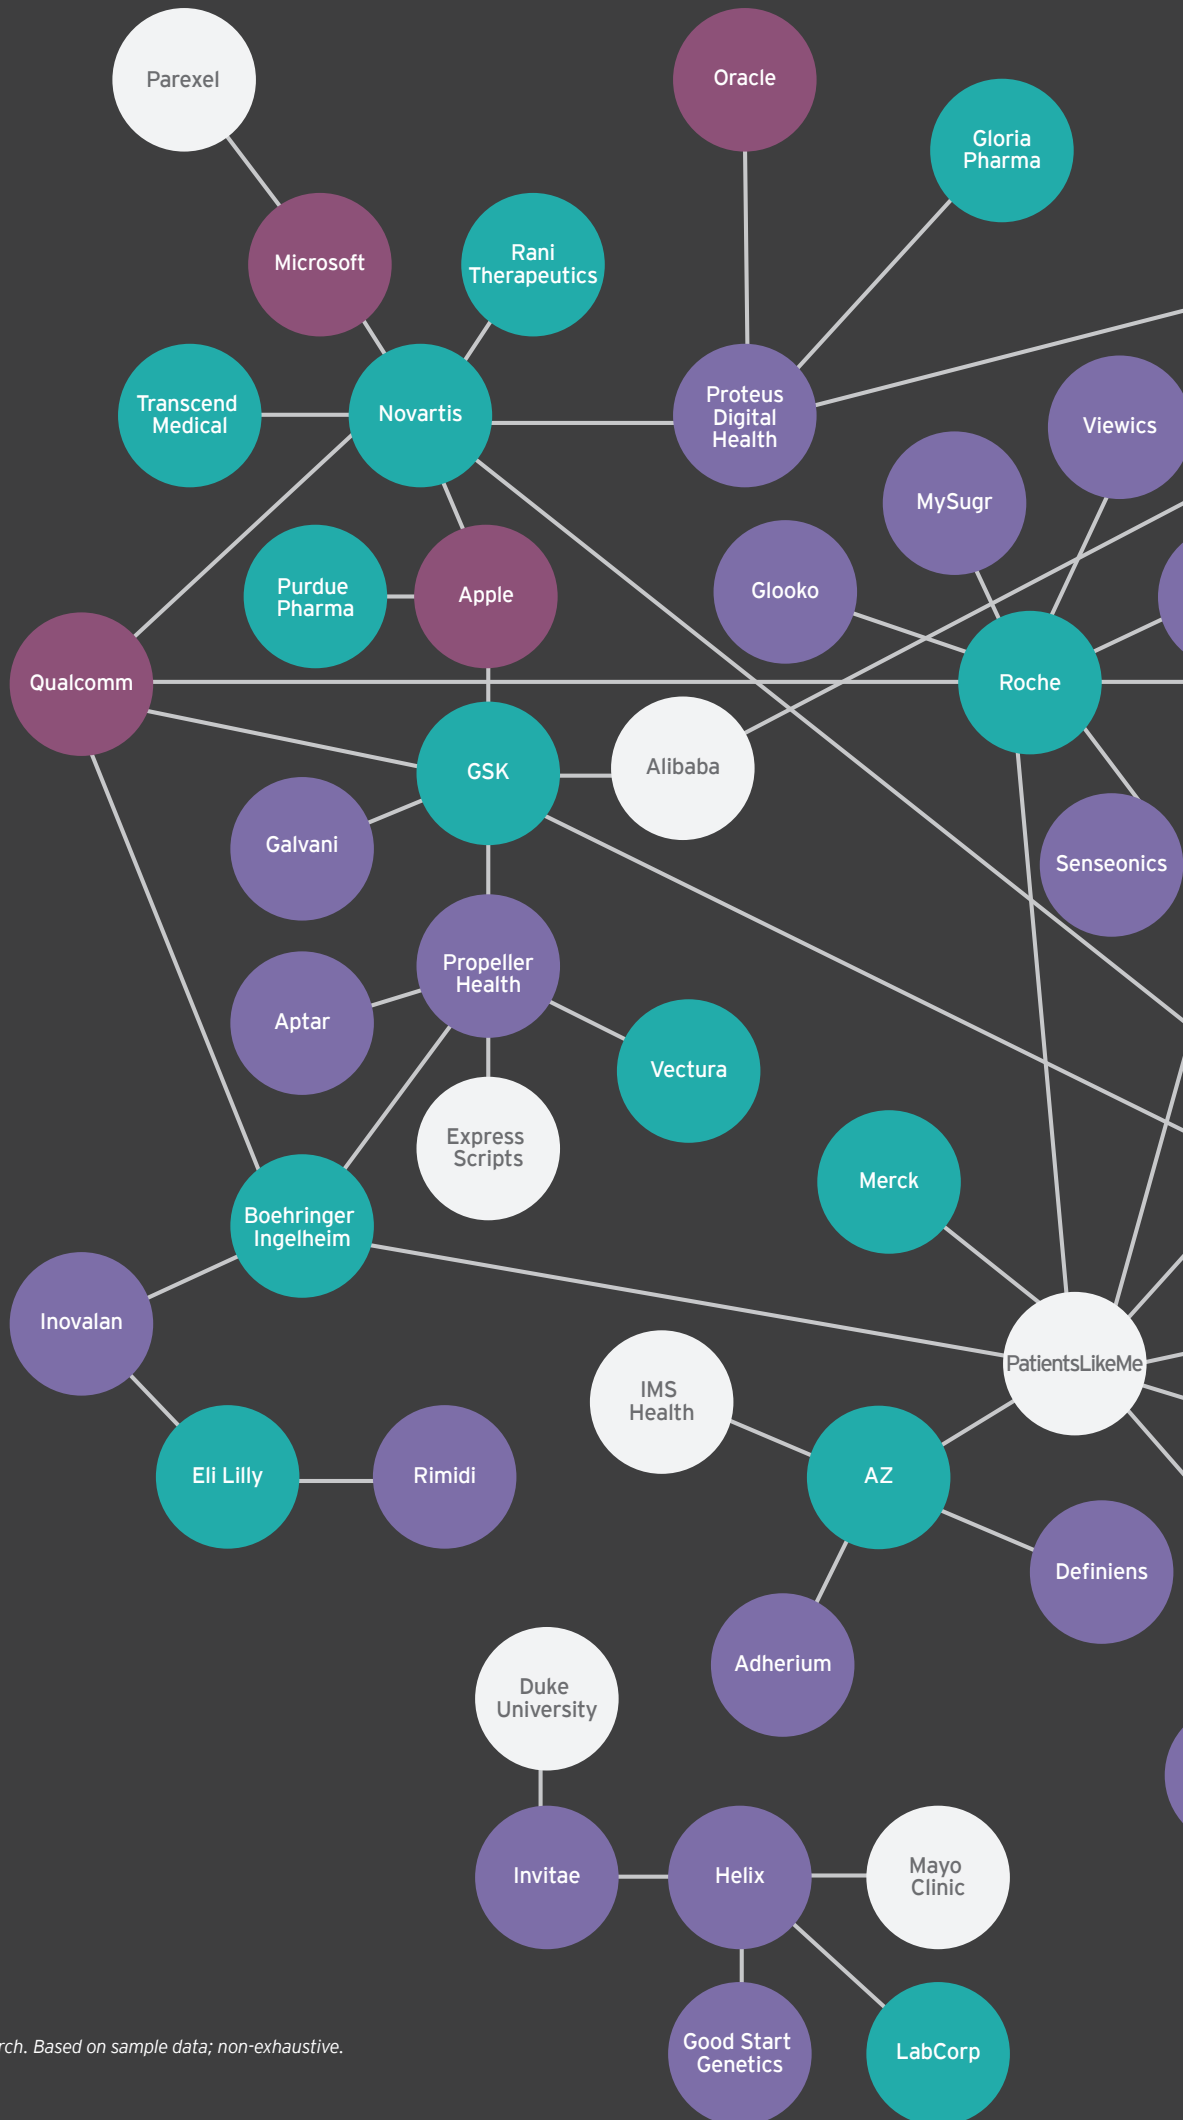 Parexel
Oracle
Gloria
Pharma
Microsoft
Rani
Therapeutics
Transcend
Medical
Novartis
Proteus
Digital
Health
Viewics
MySugr
Purdue
Pharma
Apple
Glooko
Qualcomm
Roche
GSK
Alibaba
Galvani
Senseonics
Propeller
Health
Aptar
Vectura
Express
Scripts
Merck
Boehringer
Ingelheim
Inovalan
PatientsLikeMe
IMS
Health
Eli Lilly
Rimidi
AZ
Definiens
Adherium
Duke
University
Invitae
Helix
Mayo
Clinic
Good Start
Genetics
LabCorp
rch. Based on sample data; non-exhaustive.